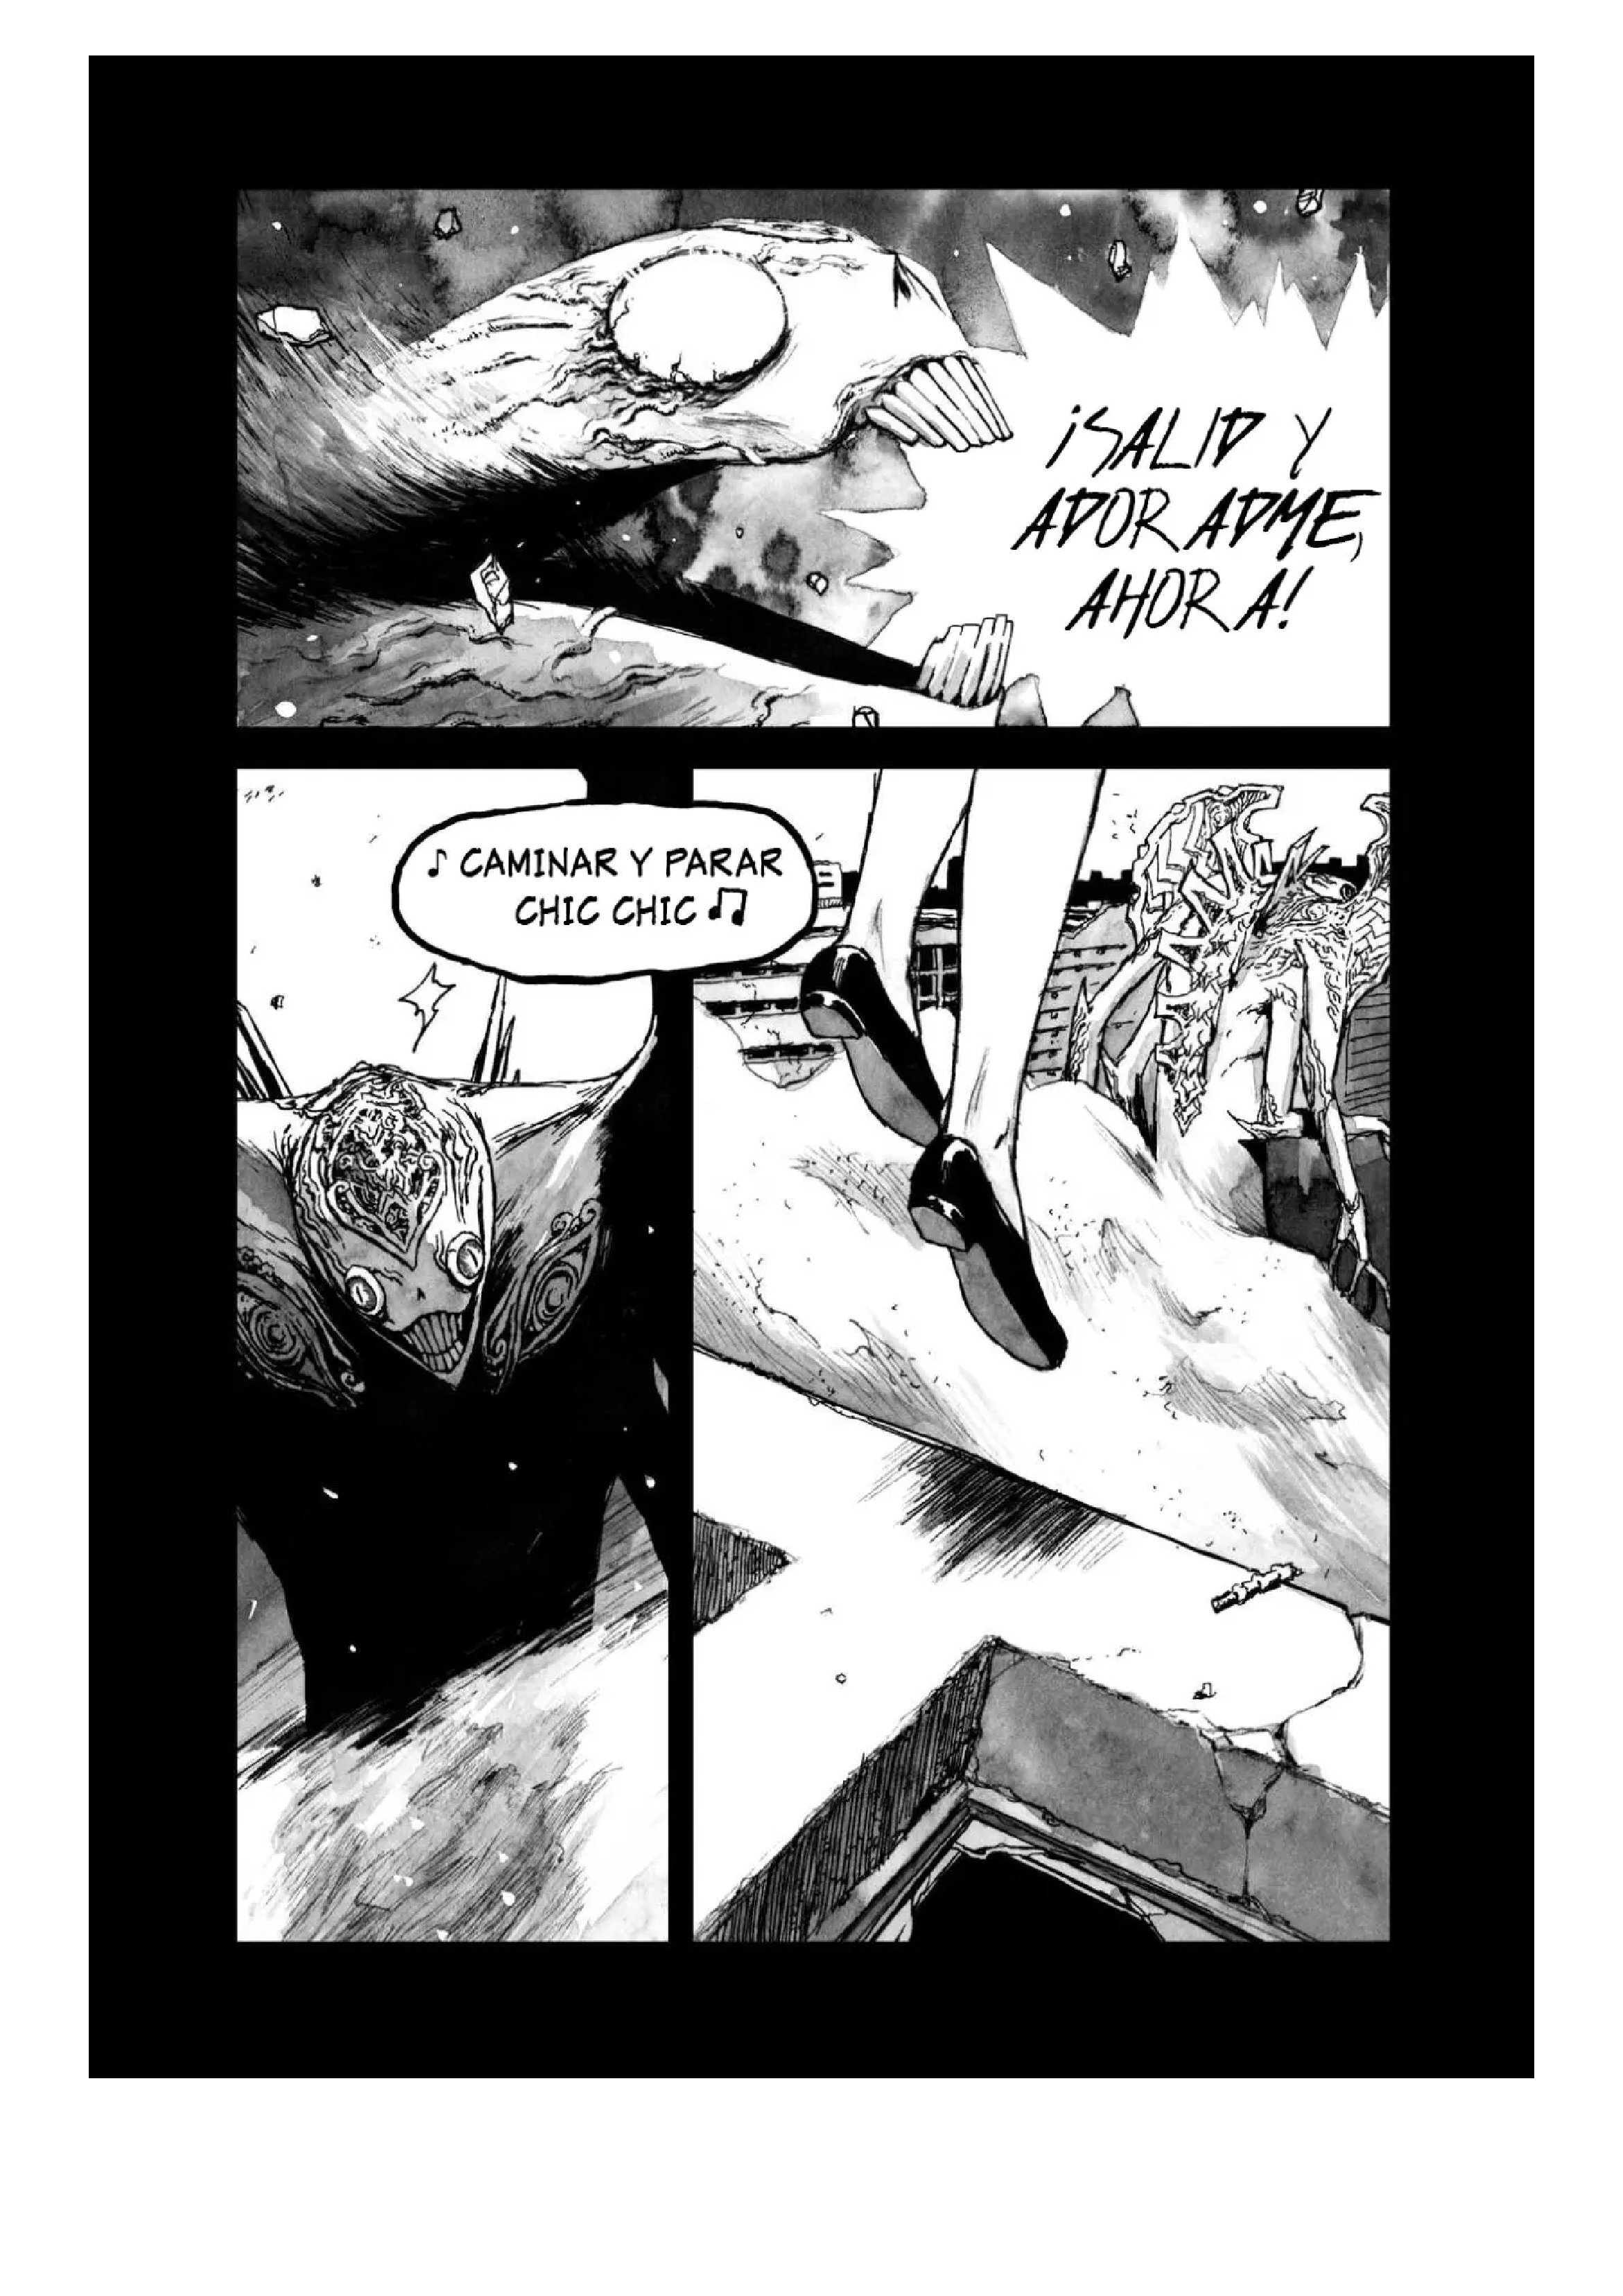 ¡SALID Y
ADORADME,
AHORA!
♪ CAMINAR Y PARAR
CHIC CHIC ♫